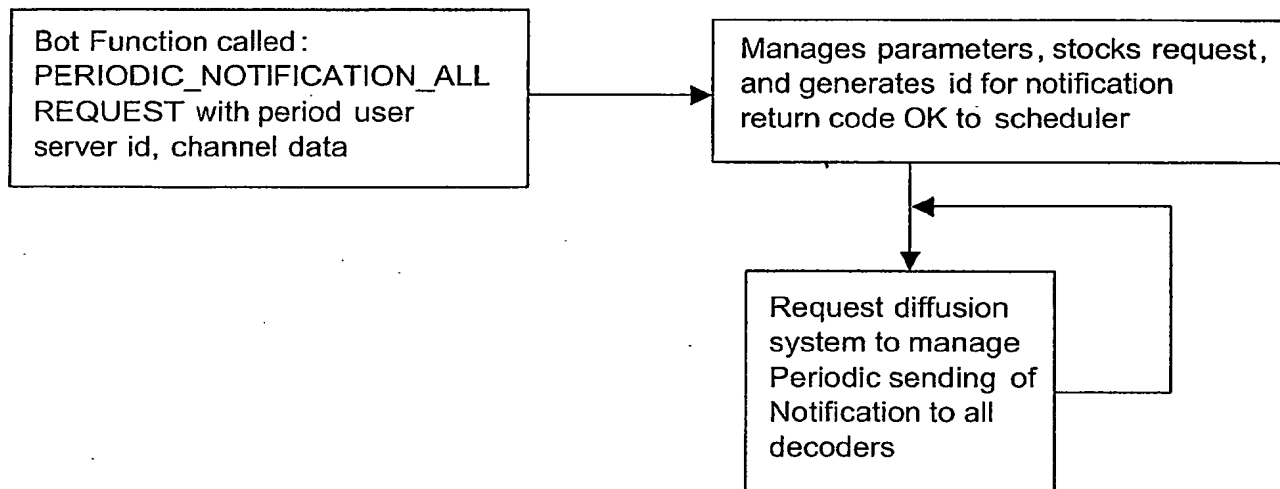 Bot Function called:
PERIODIC_NOTIFICATION_ALL
REQUEST with period user
server id, channel data
Manages parameters, stocks request,
and generates id for notification
return code OK to scheduler
Request diffusion
system to manage
Periodic sending of
Notification to all
decoders